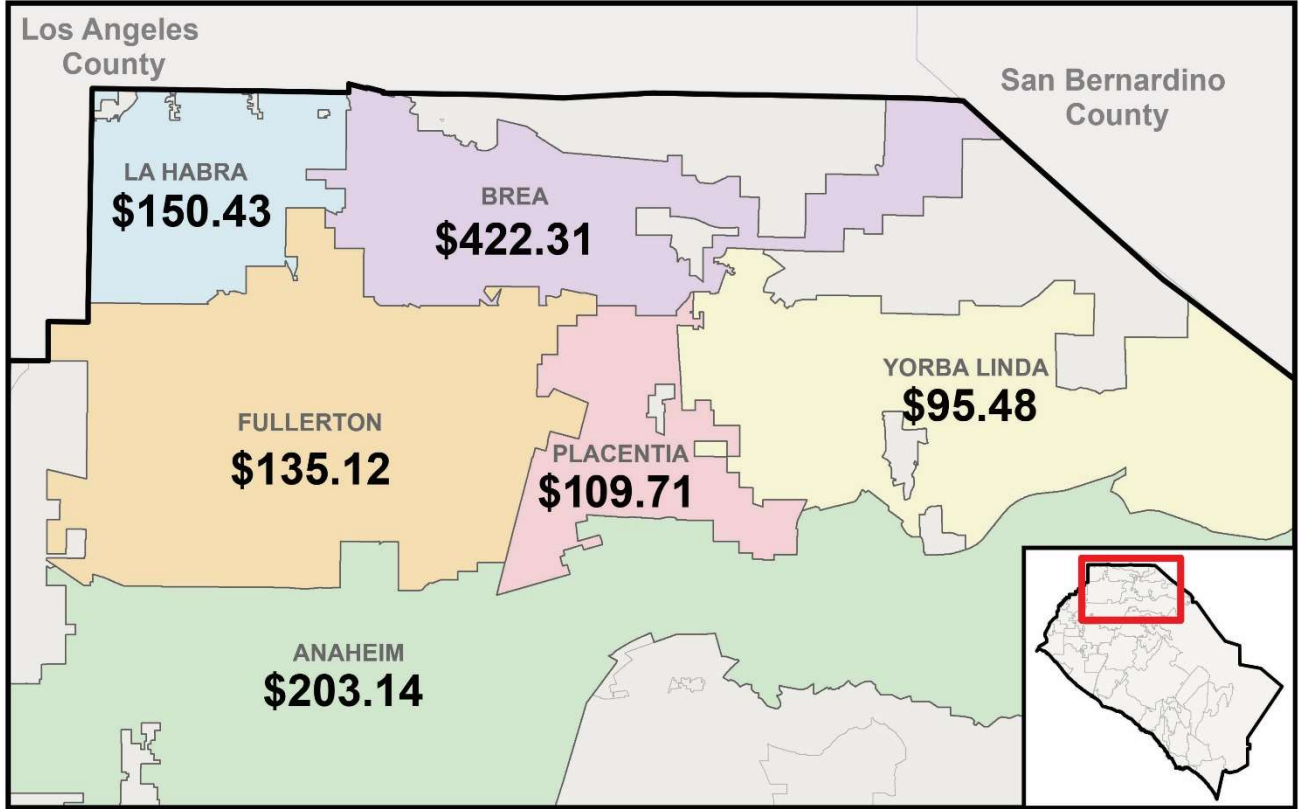 Los Angeles
County
San Bernardino
County
LA HABRA
$150.43
BREA
$422.31
YORBA LINDA
$95.48
FULLERTON
$135.12
PLACENTIA
$109.71
ANAHEIM
$203.14